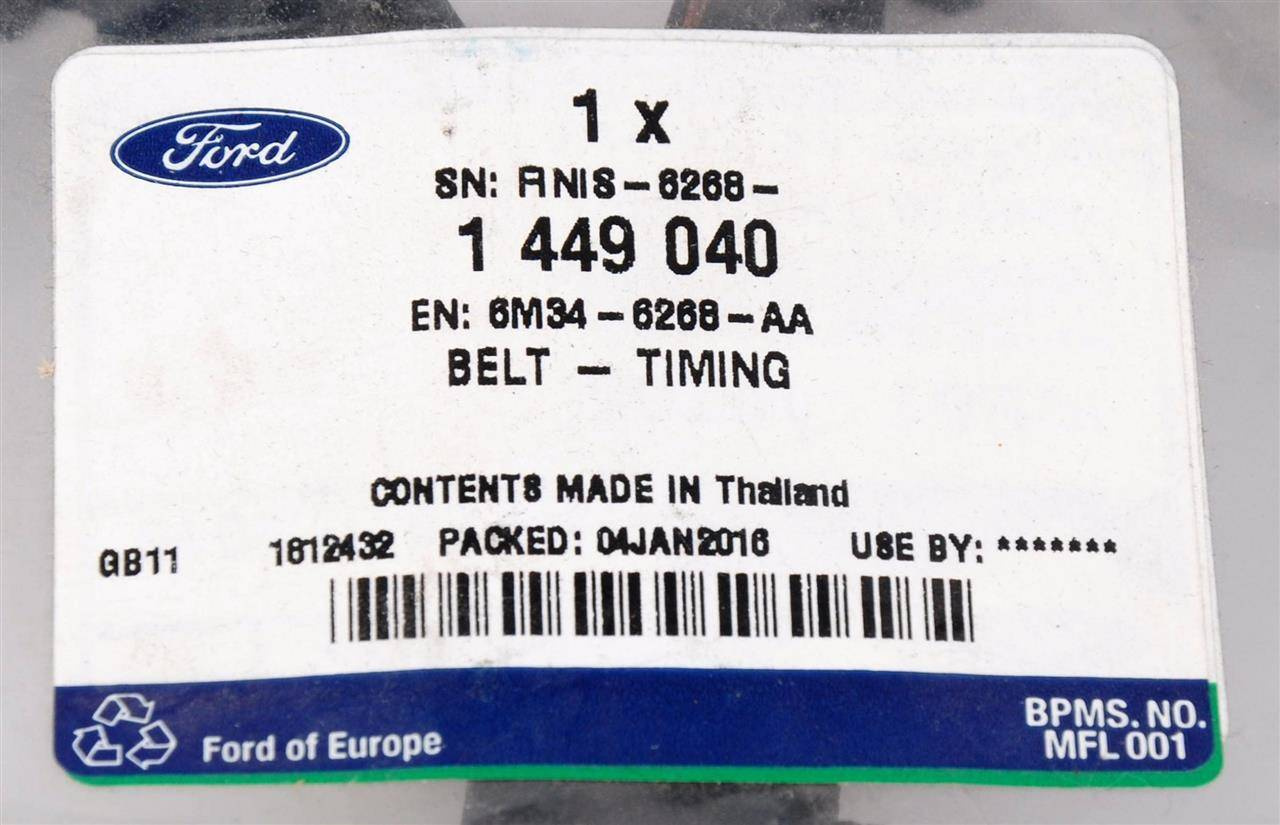 Ford
1 x
SN: FINIS-6268-
1 449 040
EN: 6M34-6268-AA
BELT - TIMING
CONTENTS MADE IN Thailand
GB11 1612432 PACKED: 04JAN2016 USE BY: *******
Ford of Europe
BPMS. NO.
MFL 001